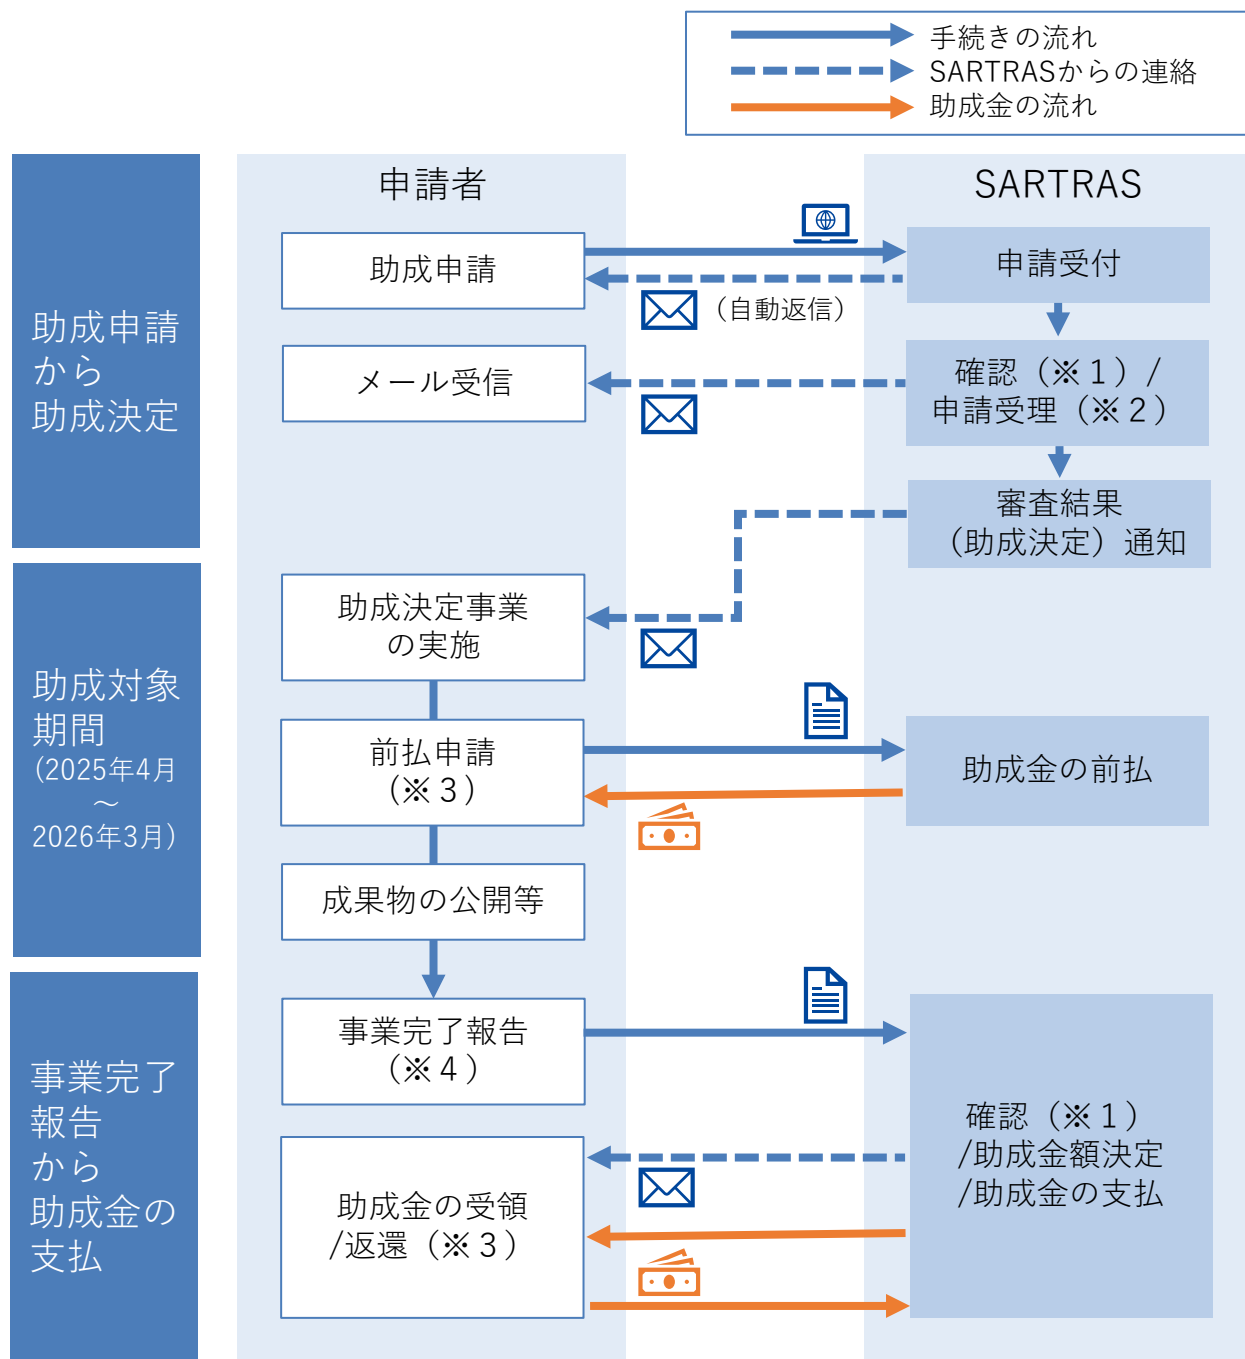 手続きの流れ
SARTRASからの連絡
助成金の流れ
申請者
SARTRAS
助成申請
から
助成決定
助成申請
申請受付
（自動返信）
メール受信
確認（※１）/
申請受理（※２）
審査結果
（助成決定）通知
助成対象
期間
(2025年4月
～
2026年3月)
助成決定事業
の実施
前払申請
（※３）
助成金の前払
成果物の公開等
事業完了
報告
から
助成金の
支払
事業完了報告
（※４）
確認（※１）
/助成金額決定
/助成金の支払
助成金の受領
/返還（※３）